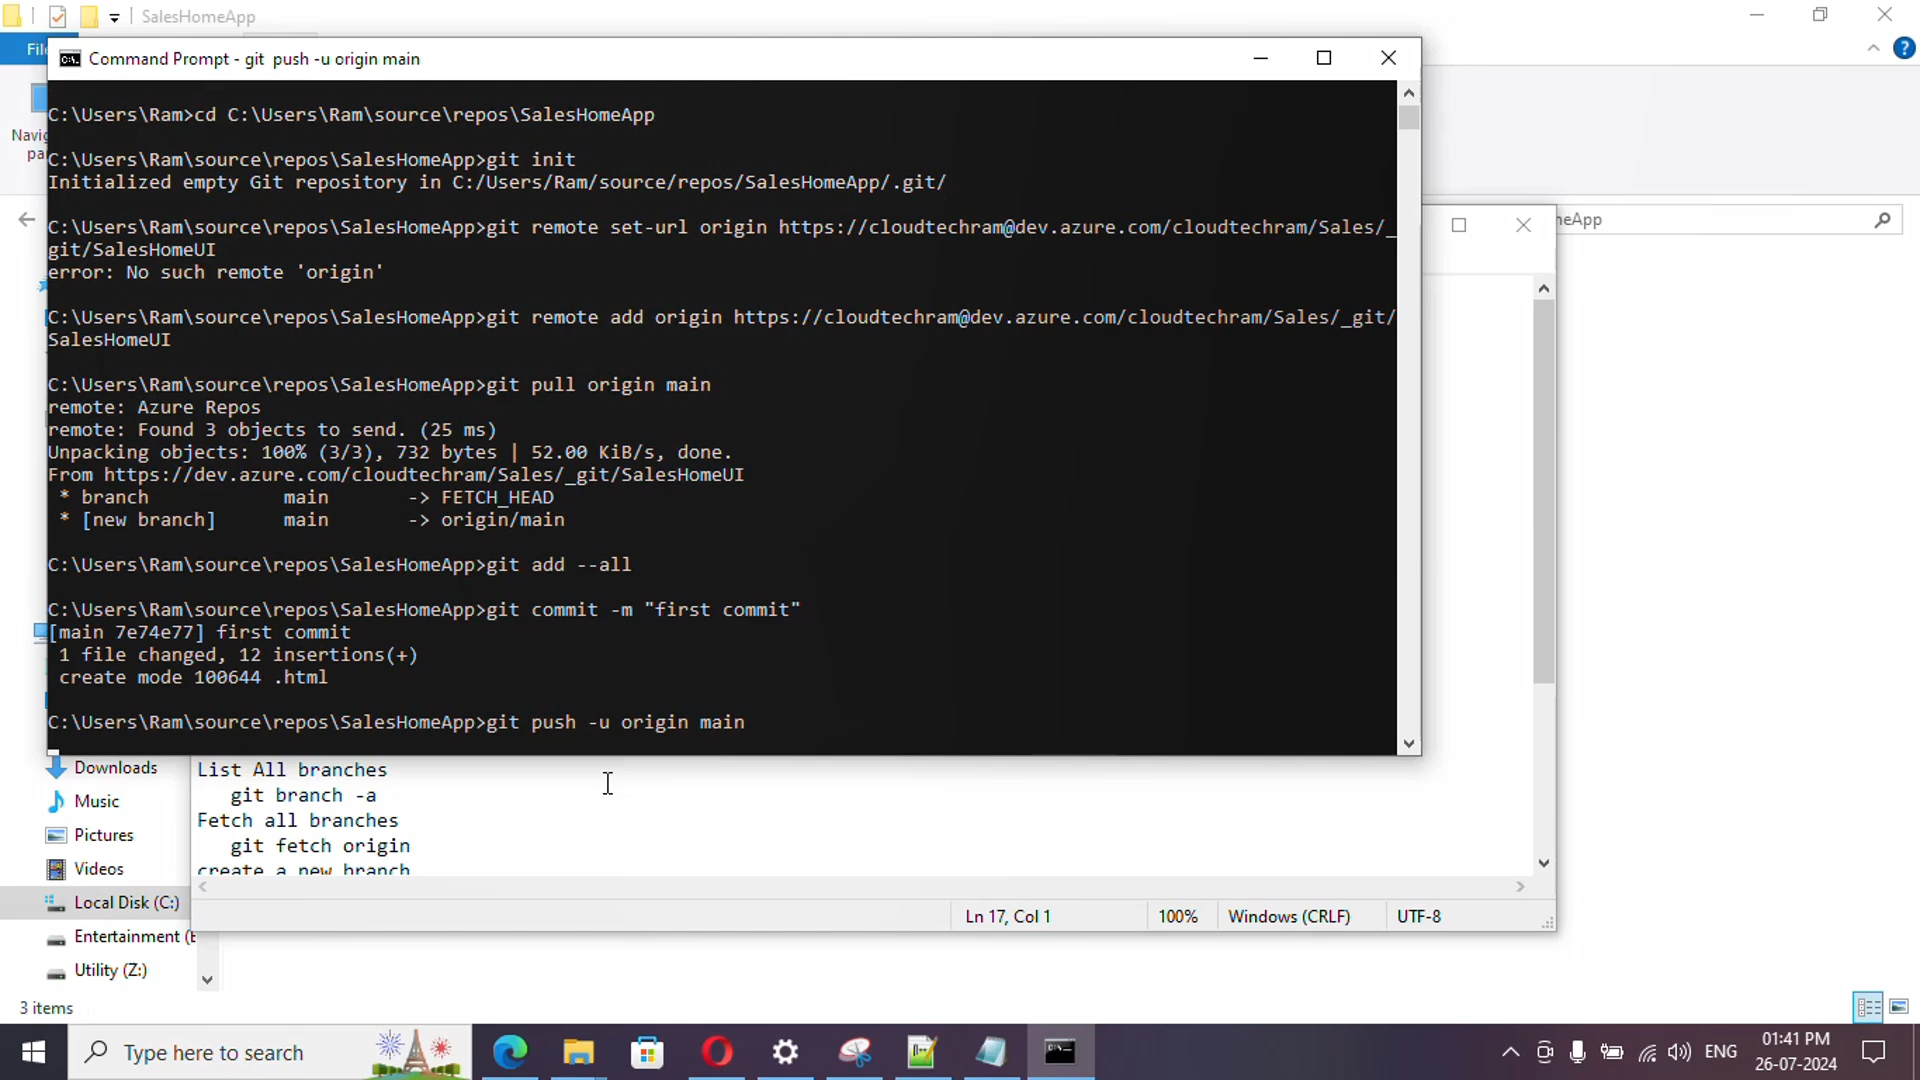 SalesHomeApp
File
Command Prompt - git  push -u origin main
C:\Users\Ram>cd C:\Users\Ram\source\repos\SalesHomeApp
C:\Users\Ram\source\repos\SalesHomeApp>git init
Initialized empty Git repository in C:/Users/Ram/source/repos/SalesHomeApp/.git/
C:\Users\Ram\source\repos\SalesHomeApp>git remote set-url origin https://cloudtechram@dev.azure.com/cloudtechram/Sales/_
git/SalesHomeUI
error: No such remote 'origin'
C:\Users\Ram\source\repos\SalesHomeApp>git remote add origin https://cloudtechram@dev.azure.com/cloudtechram/Sales/_git/
SalesHomeUI
C:\Users\Ram\source\repos\SalesHomeApp>git pull origin main
remote: Azure Repos
remote: Found 3 objects to send. (25 ms)
Unpacking objects: 100% (3/3), 732 bytes | 52.00 KiB/s, done.
From https://dev.azure.com/cloudtechram/Sales/_git/SalesHomeUI
 * branch            main       -> FETCH_HEAD
 * [new branch]      main       -> origin/main
C:\Users\Ram\source\repos\SalesHomeApp>git add --all
C:\Users\Ram\source\repos\SalesHomeApp>git commit -m "first commit"
[main 7e74e77] first commit
 1 file changed, 12 insertions(+)
 create mode 100644 .html
C:\Users\Ram\source\repos\SalesHomeApp>git push -u origin main
Navig
pa
neApp
Downloads
Music
Pictures
Videos
Local Disk (C:)
Entertainment (E
Utility (Z:)
List All branches
git branch -a
Fetch all branches
git fetch origin
create a new branch
Ln 17, Col 1
100%
Windows (CRLF)
UTF-8
3 items
Type here to search
ENG
01:41 PM
26-07-2024